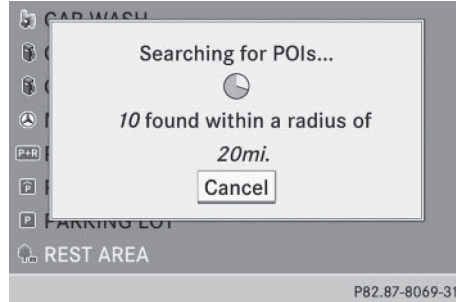 CAR WASH
Searching for POIs...
10 found within a radius of
20mi.
Cancel
P+R
P
P
PARKING LOT
REST AREA
P82.87-8069-31